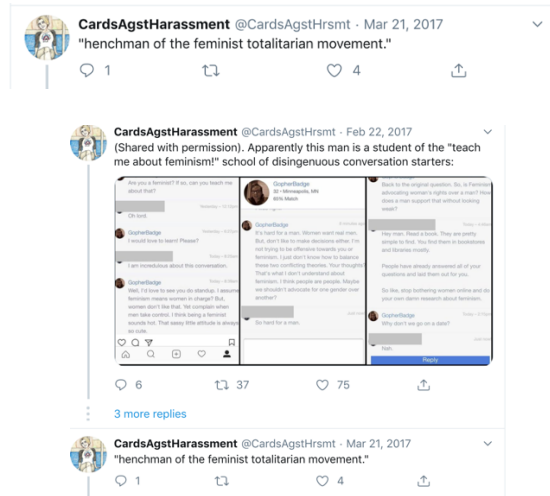 CardsAgstHarassment @CardsAgstHrsmt · Mar 21, 2017
"henchman of the feminist totalitarian movement."
1
4
CardsAgstHarassment @CardsAgstHrsmt · Feb 22, 2017
(Shared with permission). Apparently this man is a student of the "teach
me about feminism!" school of disingenuous conversation starters:
Are you a feminist? If so, can you teach me
about that?
Oh lord.
GopherBadge
I would love to learn! Please?
I am incredulous about this conversation.
GopherBadge
Well, I'd love to see you do standup. I assume
feminism means women in charge? But,
women don't like that. Yet complain when
men take control. I think being a feminist
sounds hot. That sassy little attitude is always
so cute.
GopherBadge
32 • Minneapolis, MN
Match
GopherBadge
It's hard for a man. Women want real men.
But, don't like to make decisions either. I'm
not trying to be offensive towards you or
feminism. I just don't know how to balance
these two conflicting theories. Your thoughts?
That's what I don't understand about
feminism. I think people are people. Maybe
we shouldn't advocate for one gender over
another?
So hard for a man.
Back to the original question. So, is Feminism
advocating woman's rights over a man? How
does a man support that without looking
weak?
Hey man. Read a book. They are pretty
simple to find. You find them in bookstores
and libraries mostly.
People have already answered all of your
questions and laid them out for you.
So like, stop bothering women online and do
your own damn research about feminism.
GopherBadge
Why don't we go on a date?
Nah.
Reply
6
37
75
3 more replies
CardsAgstHarassment @CardsAgstHrsmt · Mar 21, 2017
"henchman of the feminist totalitarian movement."
1
4